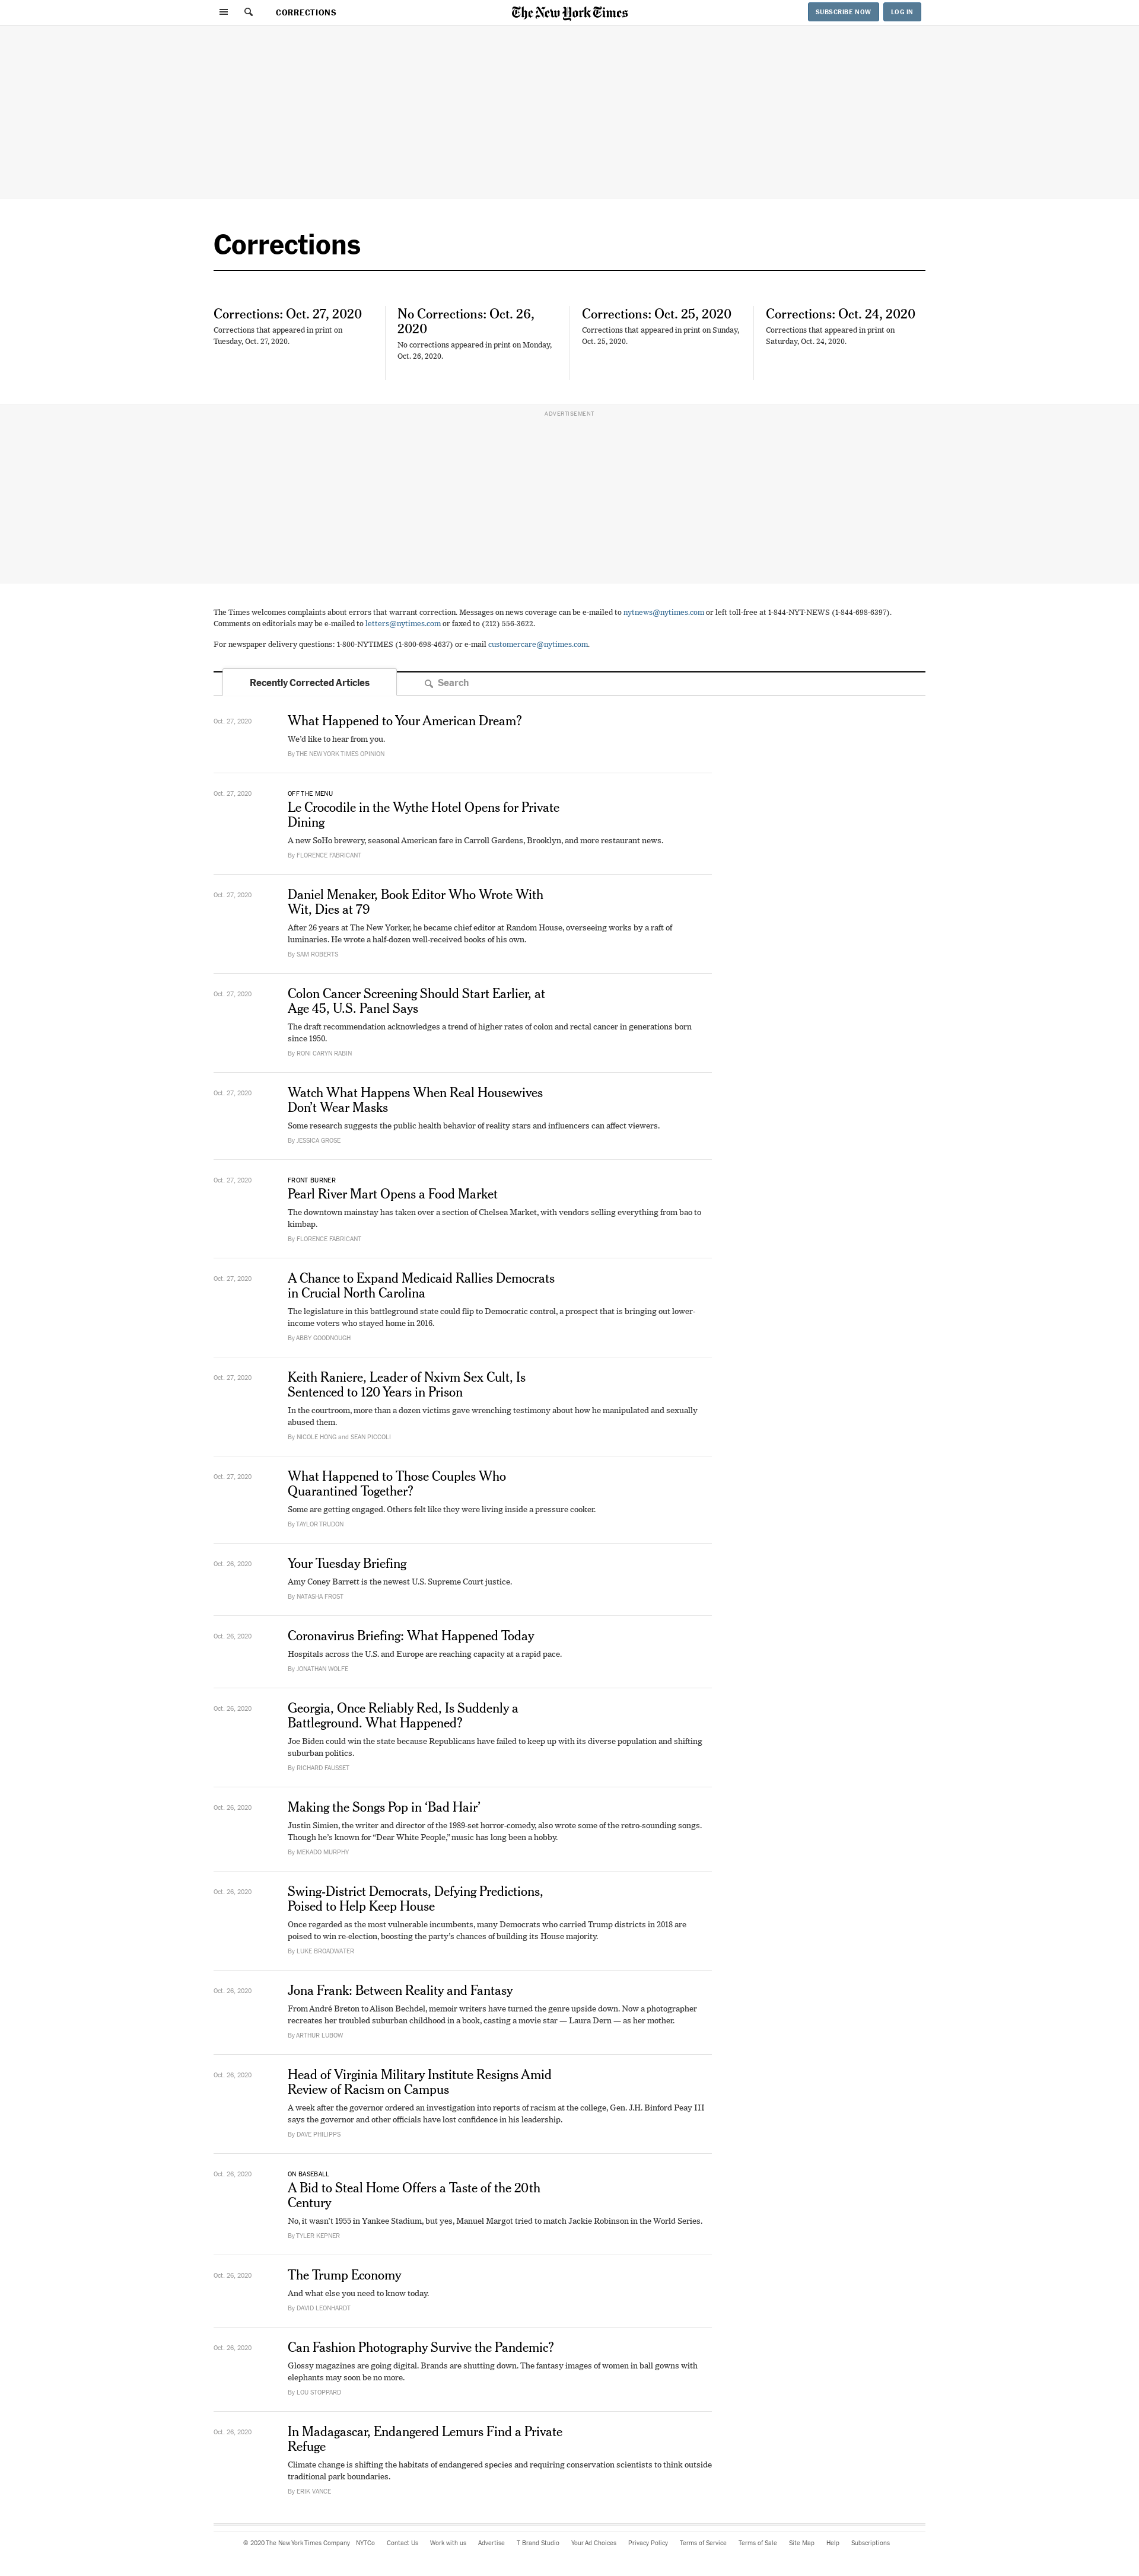 CORRECTIONS
The New York Times
SUBSCRIBE NOW
LOG IN
Corrections
Corrections: Oct. 27, 2020
Corrections that appeared in print on
Tuesday, Oct. 27, 2020.
No Corrections: Oct. 26,
2020
No corrections appeared in print on Monday,
Oct. 26, 2020.
Corrections: Oct. 25, 2020
Corrections that appeared in print on Sunday,
Oct. 25, 2020.
Corrections: Oct. 24, 2020
Corrections that appeared in print on
Saturday, Oct. 24, 2020.
ADVERTISEMENT
The Times welcomes complaints about errors that warrant correction. Messages on news coverage can be e-mailed to nytnews@nytimes.com or left toll-free at 1-844-NYT-NEWS (1-844-698-6397).
Comments on editorials may be e-mailed to letters@nytimes.com or faxed to (212) 556-3622.
For newspaper delivery questions: 1-800-NYTIMES (1-800-698-4637) or e-mail customercare@nytimes.com.
Recently Corrected Articles
Search
Oct. 27, 2020
What Happened to Your American Dream?
We'd like to hear from you.
By THE NEW YORK TIMES OPINION
Oct. 27, 2020
OFF THE MENU
Le Crocodile in the Wythe Hotel Opens for Private
Dining
A new SoHo brewery, seasonal American fare in Carroll Gardens, Brooklyn, and more restaurant news.
By FLORENCE FABRICANT
Oct. 27, 2020
Daniel Menaker, Book Editor Who Wrote With
Wit, Dies at 79
After 26 years at The New Yorker, he became chief editor at Random House, overseeing works by a raft of
luminaries. He wrote a half-dozen well-received books of his own.
By SAM ROBERTS
Oct. 27, 2020
Colon Cancer Screening Should Start Earlier, at
Age 45, U.S. Panel Says
The draft recommendation acknowledges a trend of higher rates of colon and rectal cancer in generations born
since 1950.
By RONI CARYN RABIN
Oct. 27, 2020
Watch What Happens When Real Housewives
Don't Wear Masks
Some research suggests the public health behavior of reality stars and influencers can affect viewers.
By JESSICA GROSE
Oct. 27, 2020
FRONT BURNER
Pearl River Mart Opens a Food Market
The downtown mainstay has taken over a section of Chelsea Market, with vendors selling everything from bao to
kimbap.
By FLORENCE FABRICANT
Oct. 27, 2020
A Chance to Expand Medicaid Rallies Democrats
in Crucial North Carolina
The legislature in this battleground state could flip to Democratic control, a prospect that is bringing out lower-
income voters who stayed home in 2016.
By ABBY GOODNOUGH
Oct. 27, 2020
Keith Raniere, Leader of Nxivm Sex Cult, Is
Sentenced to 120 Years in Prison
In the courtroom, more than a dozen victims gave wrenching testimony about how he manipulated and sexually
abused them.
By NICOLE HONG and SEAN PICCOLI
Oct. 27, 2020
What Happened to Those Couples Who
Quarantined Together?
Some are getting engaged. Others felt like they were living inside a pressure cooker.
By TAYLOR TRUDON
Oct. 26, 2020
Your Tuesday Briefing
Amy Coney Barrett is the newest U.S. Supreme Court justice.
By NATASHA FROST
Oct. 26, 2020
Coronavirus Briefing: What Happened Today
Hospitals across the U.S. and Europe are reaching capacity at a rapid pace.
By JONATHAN WOLFE
Oct. 26, 2020
Georgia, Once Reliably Red, Is Suddenly a
Battleground. What Happened?
Joe Biden could win the state because Republicans have failed to keep up with its diverse population and shifting
suburban politics.
By RICHARD FAUSSET
Oct. 26, 2020
Making the Songs Pop in 'Bad Hair'
Justin Simien, the writer and director of the 1989-set horror-comedy, also wrote some of the retro-sounding songs.
Though he's known for "Dear White People," music has long been a hobby.
By MEKADO MURPHY
Oct. 26, 2020
Swing-District Democrats, Defying Predictions,
Poised to Help Keep House
Once regarded as the most vulnerable incumbents, many Democrats who carried Trump districts in 2018 are
poised to win re-election, boosting the party's chances of building its House majority.
By LUKE BROADWATER
Oct. 26, 2020
Jona Frank: Between Reality and Fantasy
From André Breton to Alison Bechdel, memoir writers have turned the genre upside down. Now a photographer
recreates her troubled suburban childhood in a book, casting a movie star — Laura Dern — as her mother.
By ARTHUR LUBOW
Oct. 26, 2020
Head of Virginia Military Institute Resigns Amid
Review of Racism on Campus
A week after the governor ordered an investigation into reports of racism at the college, Gen. J.H. Binford Peay III
says the governor and other officials have lost confidence in his leadership.
By DAVE PHILIPPS
Oct. 26, 2020
ON BASEBALL
A Bid to Steal Home Offers a Taste of the 20th
Century
No, it wasn't 1955 in Yankee Stadium, but yes, Manuel Margot tried to match Jackie Robinson in the World Series.
By TYLER KEPNER
Oct. 26, 2020
The Trump Economy
And what else you need to know today.
By DAVID LEONHARDT
Oct. 26, 2020
Can Fashion Photography Survive the Pandemic?
Glossy magazines are going digital. Brands are shutting down. The fantasy images of women in ball gowns with
elephants may soon be no more.
By LOU STOPPARD
Oct. 26, 2020
In Madagascar, Endangered Lemurs Find a Private
Refuge
Climate change is shifting the habitats of endangered species and requiring conservation scientists to think outside
traditional park boundaries.
By ERIK VANCE
© 2020 The New York Times Company NYTCo Contact Us Work with us Advertise T Brand Studio Your Ad Choices Privacy Policy Terms of Service Terms of Sale Site Map Help Subscriptions